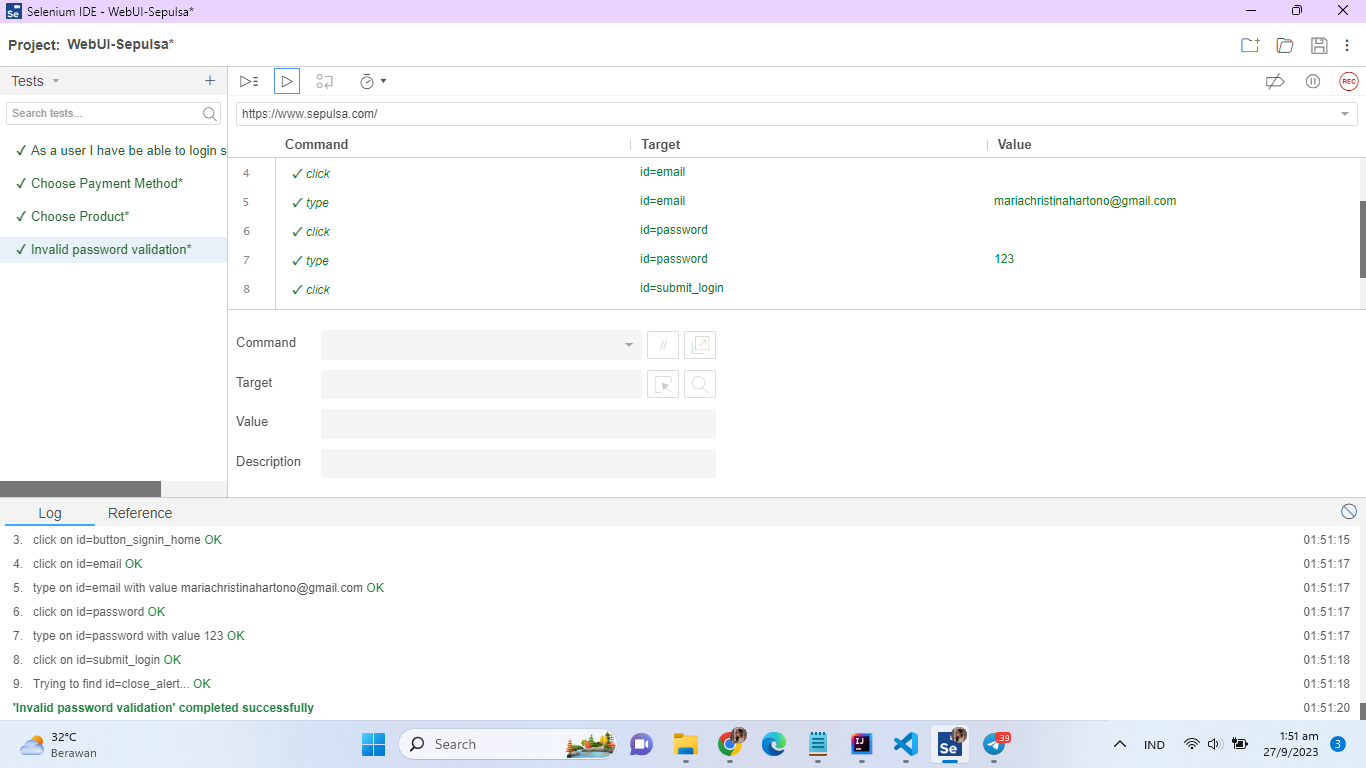 Selenium IDE - WebUI-Sepulsa*
Project: WebUI-Sepulsa*
Tests
Search tests...
✓ As a user I have be able to login s
✓ Choose Payment Method*
✓ Choose Product*
✓ Invalid password validation*
REC
https://www.sepulsa.com/
Command Target Value
4 ✓ click id=email
5 ✓ type id=email mariachristinahartono@gmail.com
6 ✓ click id=password
7 ✓ type id=password 123
8 ✓ click id=submit_login
Command //
Target
Value
Description
Log Reference
3. click on id=button_signin_home OK 01:51:15
4. click on id=email OK 01:51:17
5. type on id=email with value mariachristinahartono@gmail.com OK 01:51:17
6. click on id=password OK 01:51:17
7. type on id=password with value 123 OK 01:51:17
8. click on id=submit_login OK 01:51:18
9. Trying to find id=close_alert... OK 01:51:18
'Invalid password validation' completed successfully 01:51:20
32°C
Berawan
Search
IJ
Se
39
IND
1:51 am
27/9/2023
3